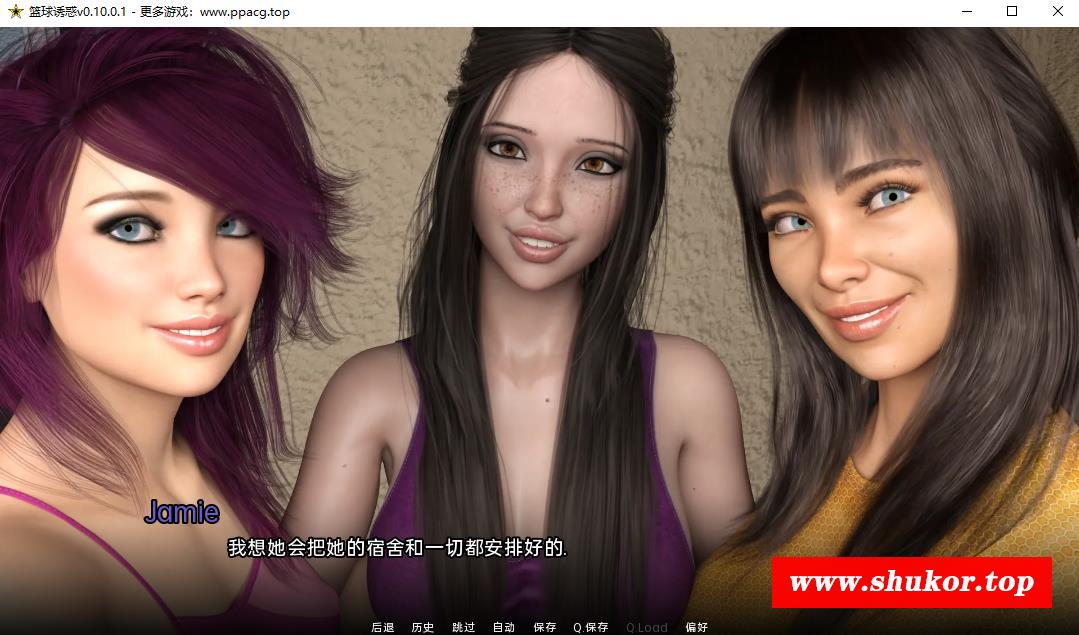 篮球诱惑v0.10.0.1 - 更多游戏：www.ppacg.top
Jamie
我想她会把她的宿舍和一切都安排好的.
www.shukor.top
后退 历史 跳过 自动 保存 Q.保存 Q.Load 偏好